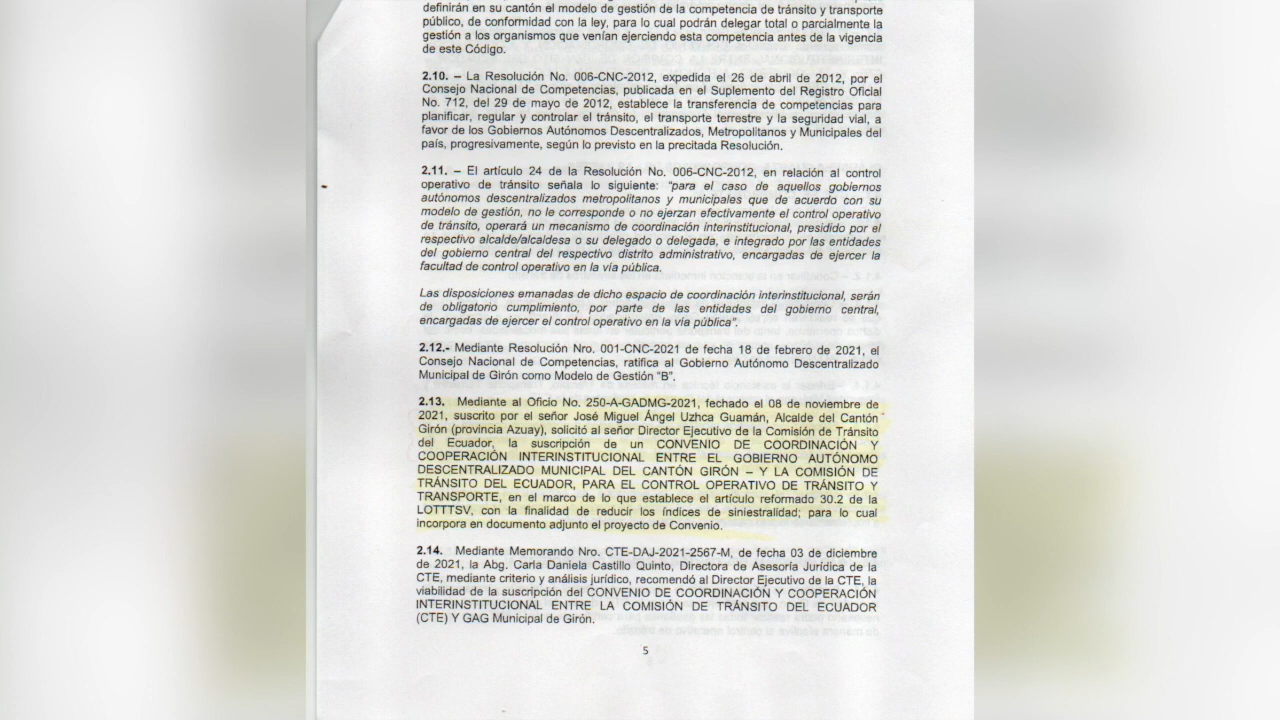 definirán en su cantón el modelo de gestión de la competencia de tránsito y transporte
público, de conformidad con la ley, para lo cual podrán delegar total o parcialmente la
gestión a los organismos que venían ejerciendo esta competencia antes de la vigencia
de este Código.
2.10. – La Resolución No. 006-CNC-2012, expedida el 26 de abril de 2012, por el
Consejo Nacional de Competencias, publicada en el Suplemento del Registro Oficial
No. 712, del 29 de mayo de 2012, establece la transferencia de competencias para
planificar, regular y controlar el tránsito, el transporte terrestre y la seguridad vial, a
favor de los Gobiernos Autónomos Descentralizados, Metropolitanos y Municipales del
país, progresivamente, según lo previsto en la precitada Resolución.
2.11. – El artículo 24 de la Resolución No. 006-CNC-2012, en relación al control
operativo de tránsito señala lo siguiente: "para el caso de aquellos gobiernos
autónomos descentralizados metropolitanos y municipales que de acuerdo con su
modelo de gestión, no le corresponde o no ejerzan efectivamente el control operativo
de tránsito, operará un mecanismo de coordinación interinstitucional, presidido por el
respectivo alcalde/alcaldesa o su delegado o delegada, e integrado por las entidades
del gobierno central del respectivo distrito administrativo, encargadas de ejercer la
facultad de control operativo en la vía pública.
Las disposiciones emanadas de dicho espacio de coordinación interinstitucional, serán
de obligatorio cumplimiento, por parte de las entidades del gobierno central,
encargadas de ejercer el control operativo en la vía pública".
2.12.- Mediante Resolución Nro. 001-CNC-2021 de fecha 18 de febrero de 2021, el
Consejo Nacional de Competencias, ratifica al Gobierno Autónomo Descentralizado
Municipal de Girón como Modelo de Gestión "B".
2.13. Mediante al Oficio No. 250-A-GADMG-2021, fechado el 08 de noviembre de
2021, suscrito por el señor José Miguel Ángel Uzhca Guamán, Alcalde del Cantón
Girón (provincia Azuay), solicitó al señor Director Ejecutivo de la Comisión de Tránsito
del Ecuador, la suscripción de un CONVENIO DE COORDINACIÓN Y
COOPERACIÓN INTERINSTITUCIONAL ENTRE EL GOBIERNO AUTÓNOMO
DESCENTRALIZADO MUNICIPAL DEL CANTÓN GIRÓN – Y LA COMISIÓN DE
TRÁNSITO DEL ECUADOR, PARA EL CONTROL OPERATIVO DE TRÁNSITO Y
TRANSPORTE, en el marco de lo que establece el artículo reformado 30.2 de la
LOTTTSV, con la finalidad de reducir los índices de siniestralidad; para lo cual
incorpora en documento adjunto el proyecto de Convenio.
2.14. Mediante Memorando Nro. CTE-DAJ-2021-2567-M, de fecha 03 de diciembre
de 2021, la Abg. Carla Daniela Castillo Quinto, Directora de Asesoría Jurídica de la
CTE, mediante criterio y análisis jurídico, recomendó al Director Ejecutivo de la CTE, la
viabilidad de la suscripción del CONVENIO DE COORDINACIÓN Y COOPERACIÓN
INTERINSTITUCIONAL ENTRE LA COMISIÓN DE TRÁNSITO DEL ECUADOR
(CTE) Y GAG Municipal de Girón.
5